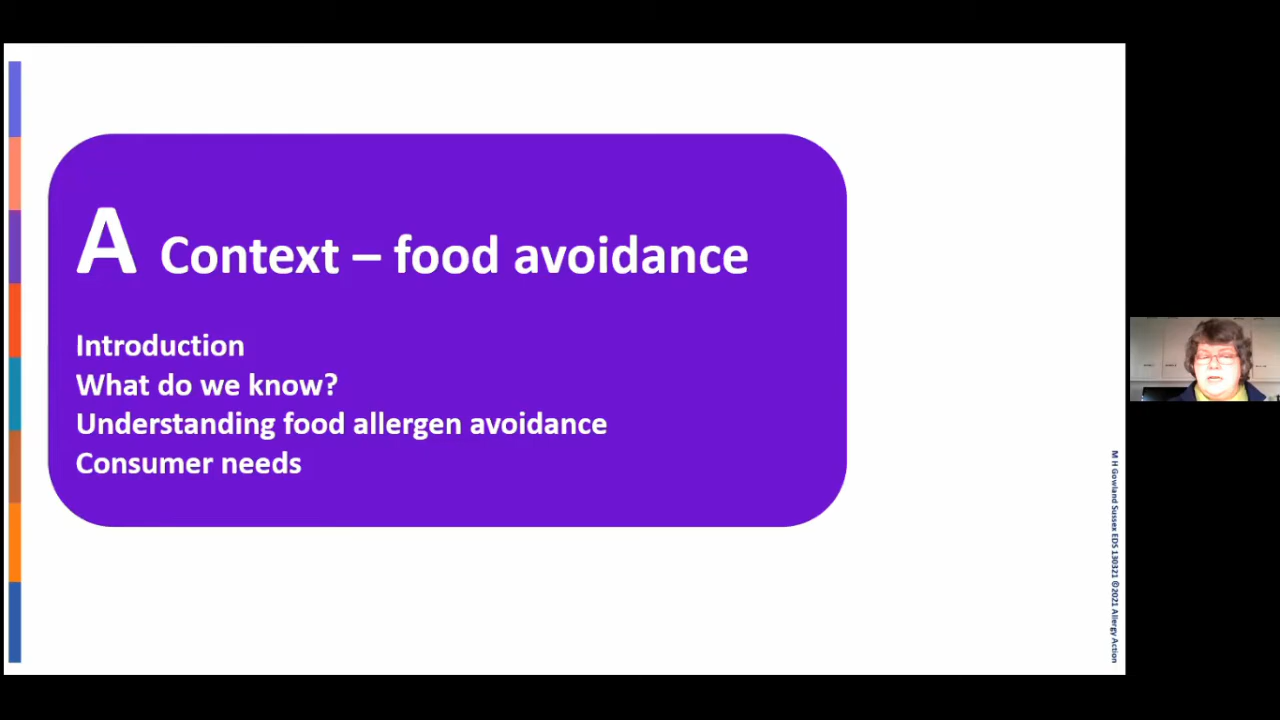 A Context – food avoidance
Introduction
What do we know?
Understanding food allergen avoidance
Consumer needs
M H Gowland Sussex EDS 130321 ©2021 Allergy Action